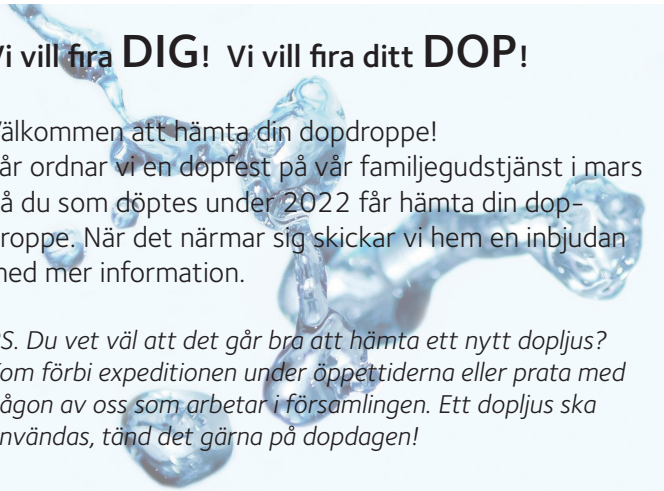 Vi vill fira DIG! Vi vill fira ditt DOP!
Välkommen att hämta din dopdroppe!
år ordnar vi en dopfest på vår familjegudstjänst i mars
å du som döptes under 2022 får hämta din dop-
roppe. När det närmar sig skickar vi hem en inbjudan
med mer information.
S. Du vet väl att det går bra att hämta ett nytt dopljus?
om förbi expeditionen under öppettiderna eller prata med
ågon av oss som arbetar i församlingen. Ett dopljus ska
nvändas, tänd det gärna på dopdagen!